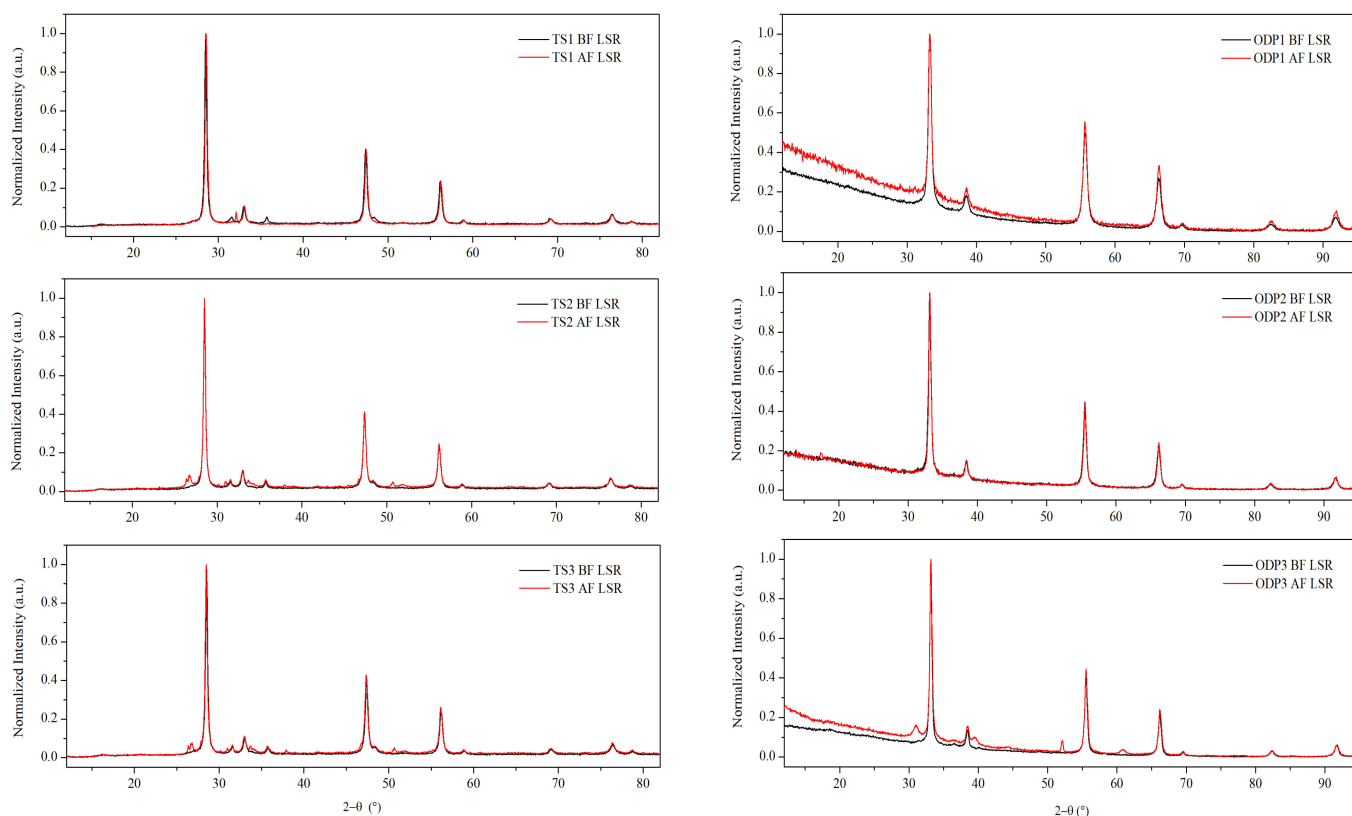 Normalized Intensity (a.u.)
1.0
0.8
0.6
0.4
0.2
0.0
TS1 BF LSR
TS1 AF LSR
20 30 40 50 60 70 80
Normalized Intensity (a.u.)
1.0
0.8
0.6
0.4
0.2
0.0
TS2 BF LSR
TS2 AF LSR
20 30 40 50 60 70 80
Normalized Intensity (a.u.)
1.0
0.8
0.6
0.4
0.2
0.0
TS3 BF LSR
TS3 AF LSR
20 30 40 50 60 70 80
2−θ (°)
Normalized Intensity (a.u.)
1.0
0.8
0.6
0.4
0.2
0.0
ODP1 BF LSR
ODP1 AF LSR
20 30 40 50 60 70 80 90
Normalized Intensity (a.u.)
1.0
0.8
0.6
0.4
0.2
0.0
ODP2 BF LSR
ODP2 AF LSR
20 30 40 50 60 70 80 90
Normalized Intensity (a.u.)
1.0
0.8
0.6
0.4
0.2
0.0
ODP3 BF LSR
ODP3 AF LSR
20 30 40 50 60 70 80 90
2−θ (°)